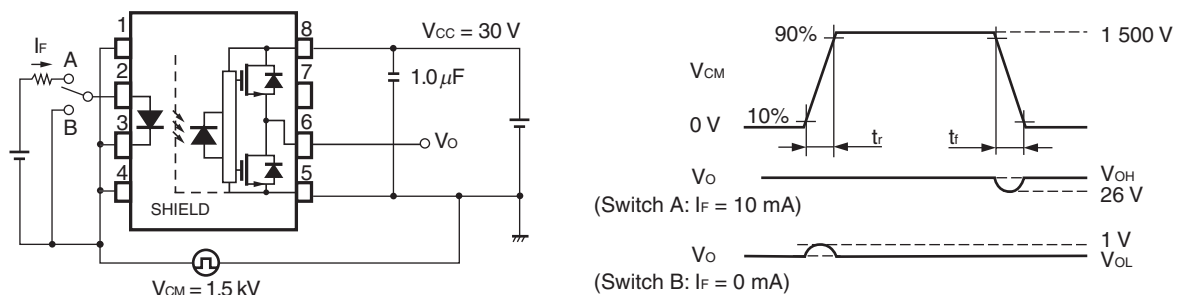 1
8
VCC = 30 V
IF
A
2
7
1.0 μF
B
3
6
VO
4
5
SHIELD
VCM = 1.5 kV
90%
1 500 V
VCM
10%
0 V
tr
tf
VO
VOH
26 V
(Switch A: IF = 10 mA)
1 V
VO
VOL
(Switch B: IF = 0 mA)